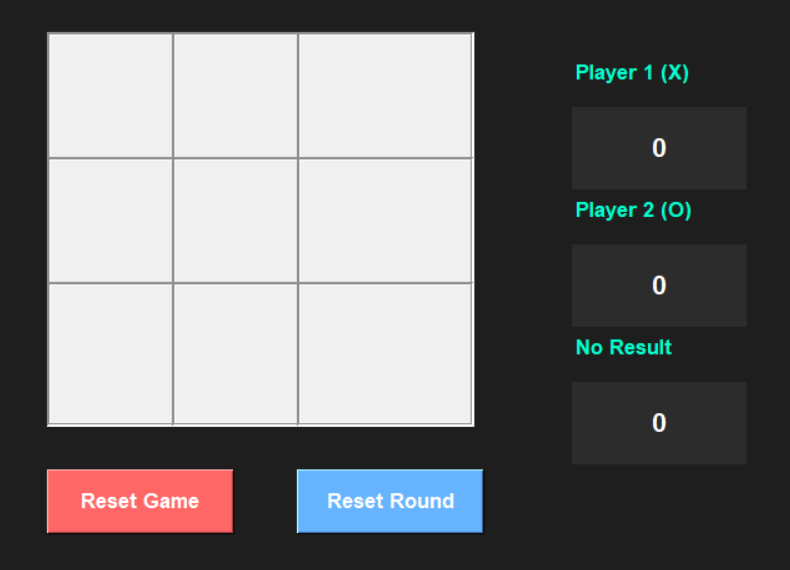 Player 1 (X)
0
Player 2 (O)
0
No Result
0
Reset Game
Reset Round